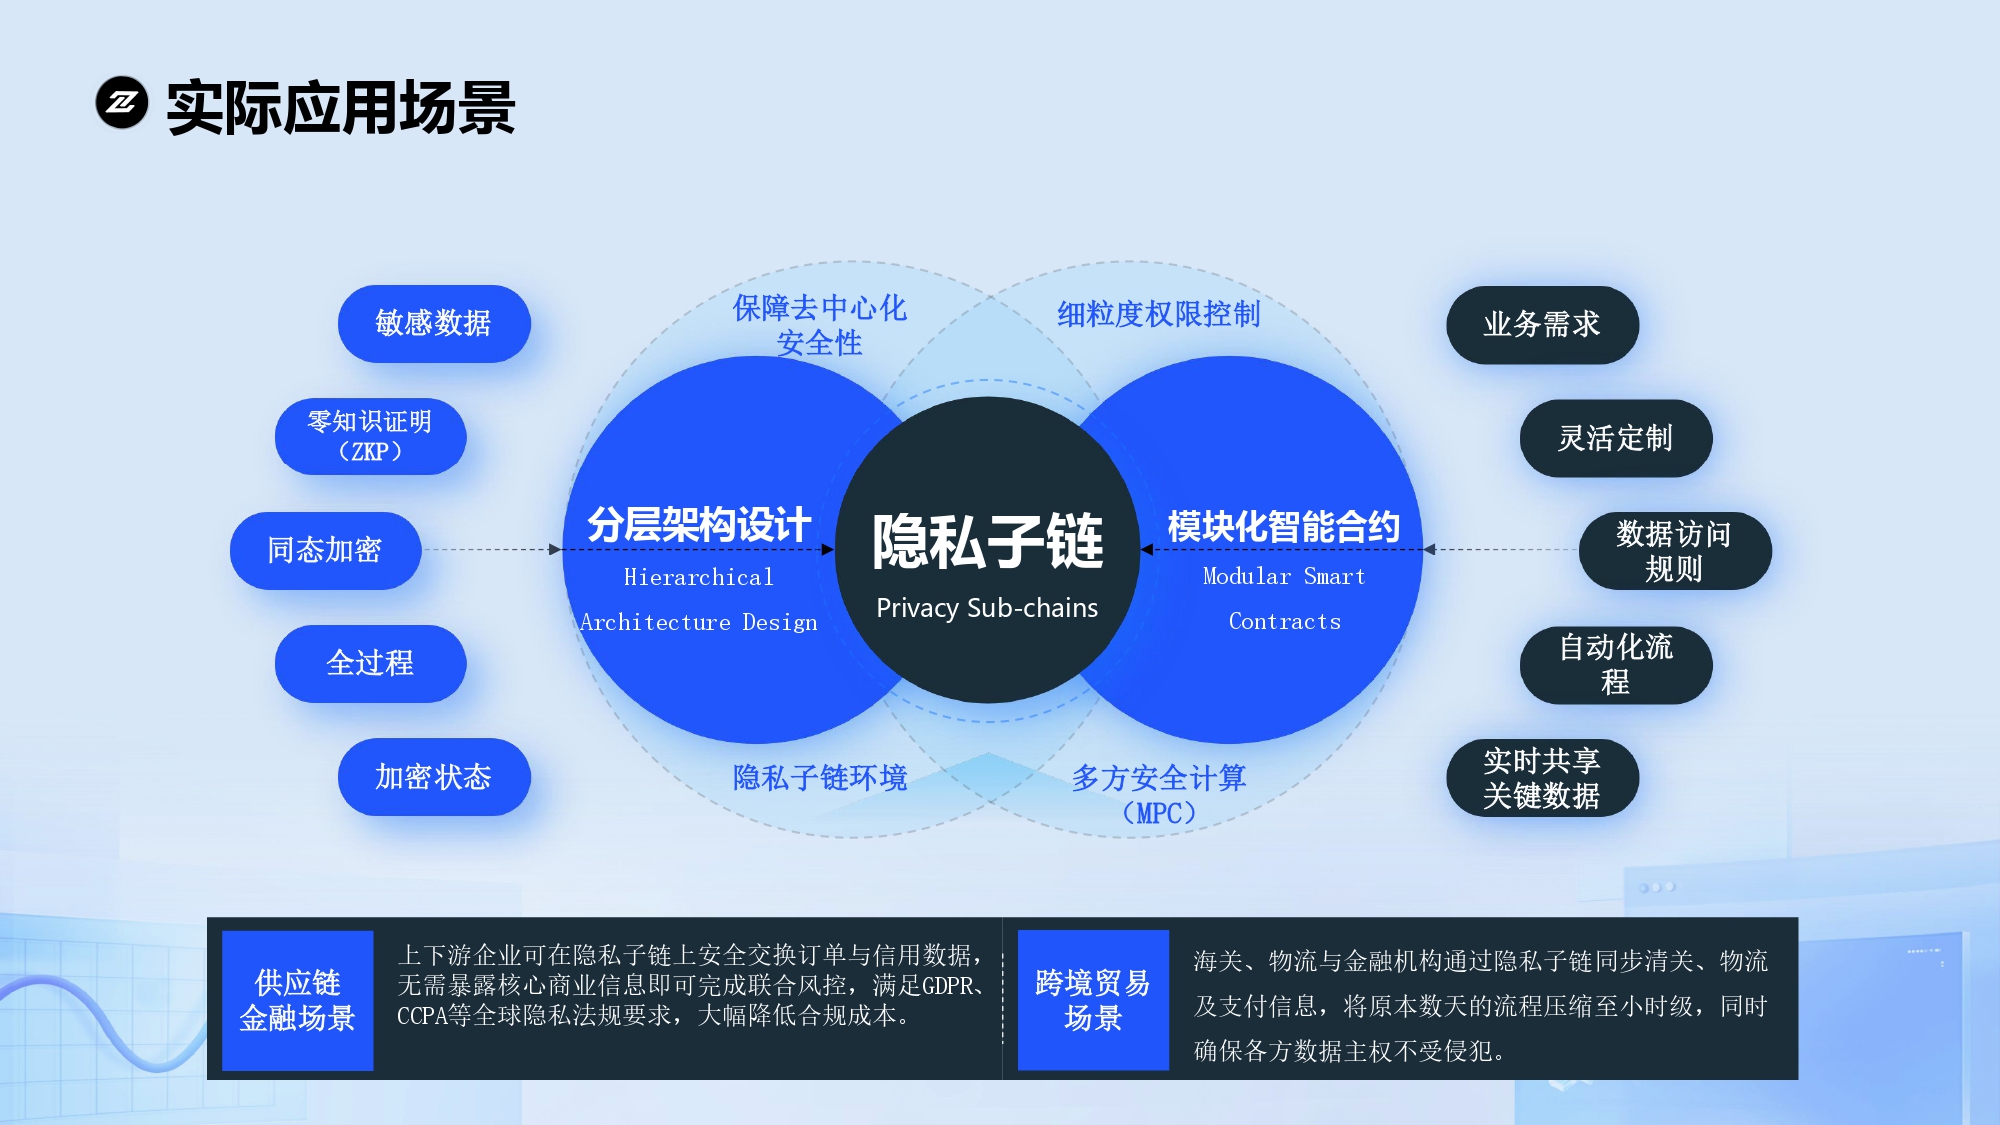 实际应用场景
敏感数据
零知识证明
（ZKP）
同态加密
全过程
加密状态
保障去中心化
安全性
细粒度权限控制
分层架构设计
Hierarchical
Architecture Design
隐私子链
Privacy Sub-chains
模块化智能合约
Modular Smart
Contracts
隐私子链环境
多方安全计算
（MPC）
业务需求
灵活定制
数据访问
规则
自动化流
程
实时共享
关键数据
供应链
金融场景
上下游企业可在隐私子链上安全交换订单与信用数据，
无需暴露核心商业信息即可完成联合风控，满足GDPR、
CCPA等全球隐私法规要求，大幅降低合规成本。
跨境贸易
场景
海关、物流与金融机构通过隐私子链同步清关、物流
及支付信息，将原本数天的流程压缩至小时级，同时
确保各方数据主权不受侵犯。